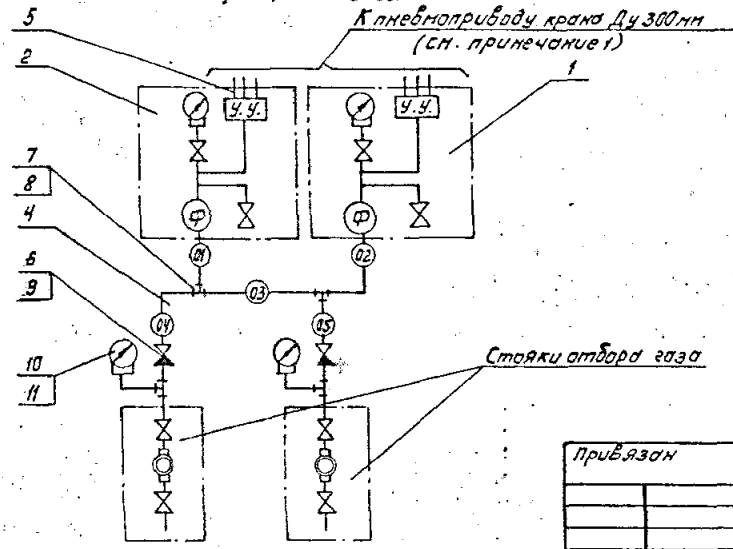 К пневмоприводу крана Ду 300мм
(см. примечание 1)
5
2
1
У.У.
У.У.
7
8
Ф
Ф
01
02
4
03
6
9
04
05
10
11
Стояки отбора газа
Привязан